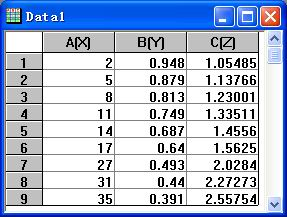 Data1
A(X) B(Y) C(Z)
1 2 0.948 1.05485
2 5 0.879 1.13766
3 8 0.813 1.23001
4 11 0.749 1.33511
5 14 0.687 1.4556
6 17 0.64 1.5625
7 27 0.493 2.0284
8 31 0.44 2.27273
9 35 0.391 2.55754